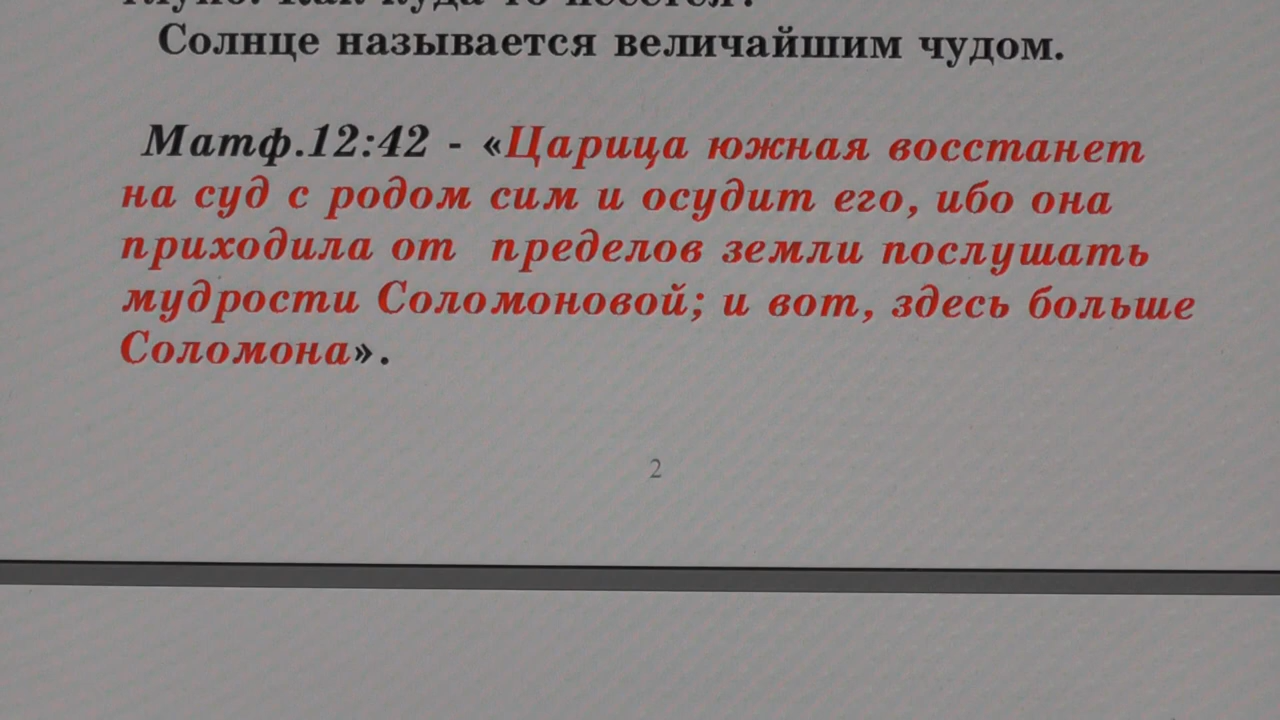 Солнце называется величайшим чудом.
Матф.12:42 - «Царица южная восстанет
на суд с родом сим и осудит его, ибо она
приходила от пределов земли послушать
мудрости Соломоновой; и вот, здесь больше
Соломона».
2